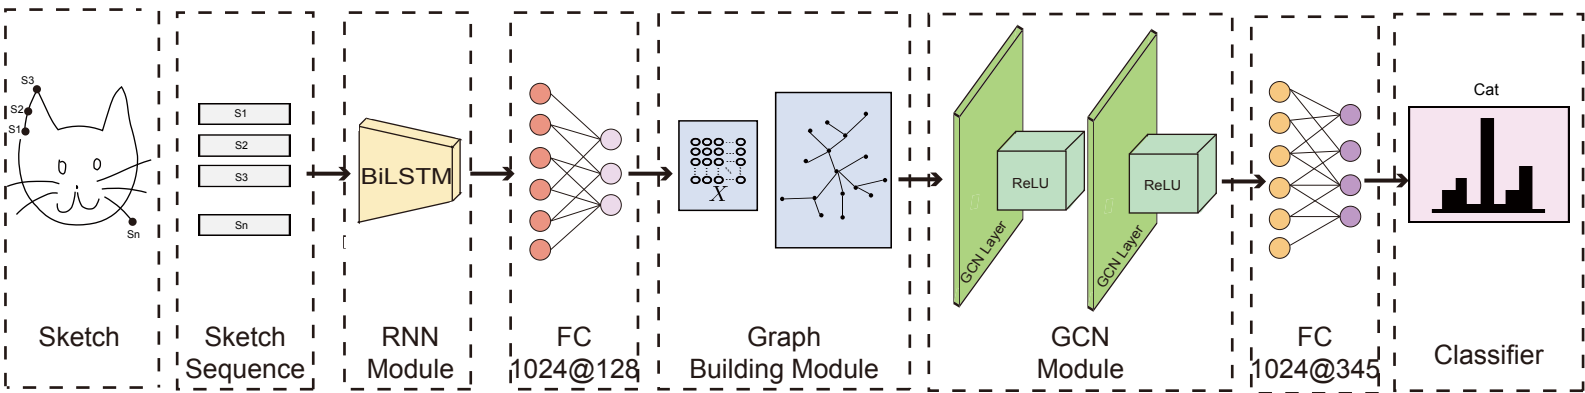 S3
S2
S1
Sn
Sketch
S1
S2
S3
Sn
Sketch
Sequence
BiLSTM
RNN
Module
FC
1024@128
X
Graph
Building Module
GCN Layer
ReLU
GCN Layer
ReLU
GCN
Module
FC
1024@345
Cat
Classifier